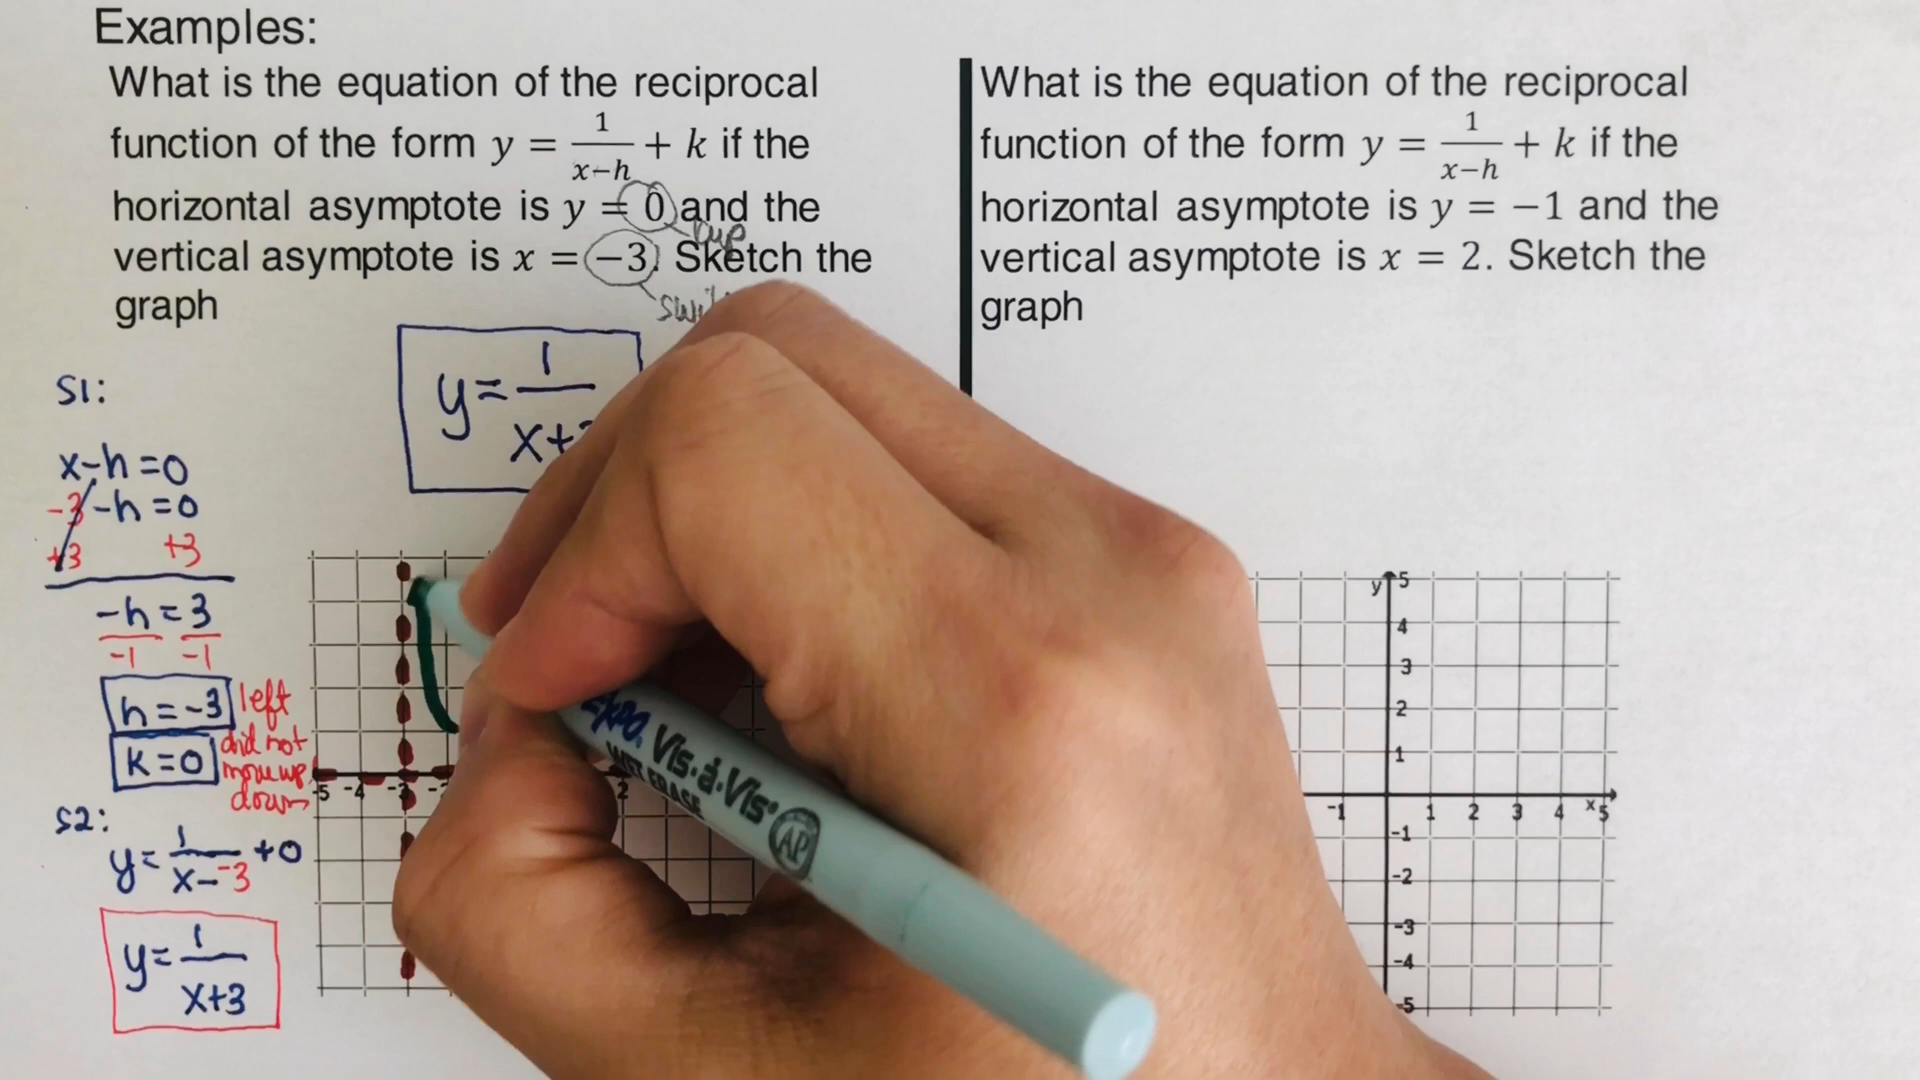 Examples:
What is the equation of the reciprocal
function of the form y = 1/(x−h) + k if the
horizontal asymptote is y = 0 and the
vertical asymptote is x = −3. Sketch the
graph
y = 1
S1:
x-h=0
-3-h=0
+3 +3
-h=3
-1 -1
h=-3 left
k=0 did not
move up
down
S2:
y= 1/(x--3) +0
y= 1/(x+3)
-5 -4 -3
2
What is the equation of the reciprocal
function of the form y = 1/(x−h) + k if the
horizontal asymptote is y = −1 and the
vertical asymptote is x = 2. Sketch the
graph
y 5
4
3
2
1
-1 1 2 3 4 x 5
-1
-2
-3
-4
-5
EXPO Vis-à-Vis
WET ERASE
AP